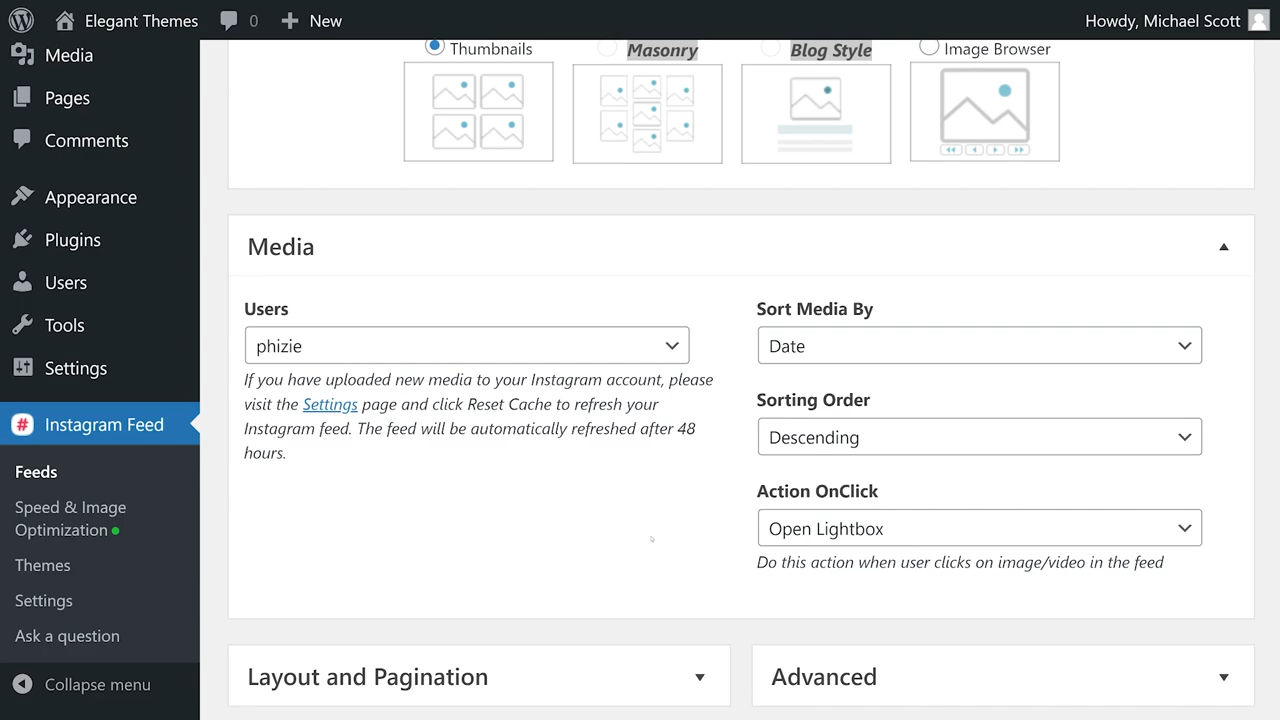 Elegant Themes
0
New
Howdy, Michael Scott
Media
Pages
Comments
Appearance
Plugins
Users
Tools
Settings
# Instagram Feed
Feeds
Speed & Image
Optimization
Themes
Settings
Ask a question
Collapse menu
Thumbnails
Masonry
Blog Style
Image Browser
Media
Users
phizie
If you have uploaded new media to your Instagram account, please
visit the Settings page and click Reset Cache to refresh your
Instagram feed. The feed will be automatically refreshed after 48
hours.
Sort Media By
Date
Sorting Order
Descending
Action OnClick
Open Lightbox
Do this action when user clicks on image/video in the feed
Layout and Pagination
Advanced